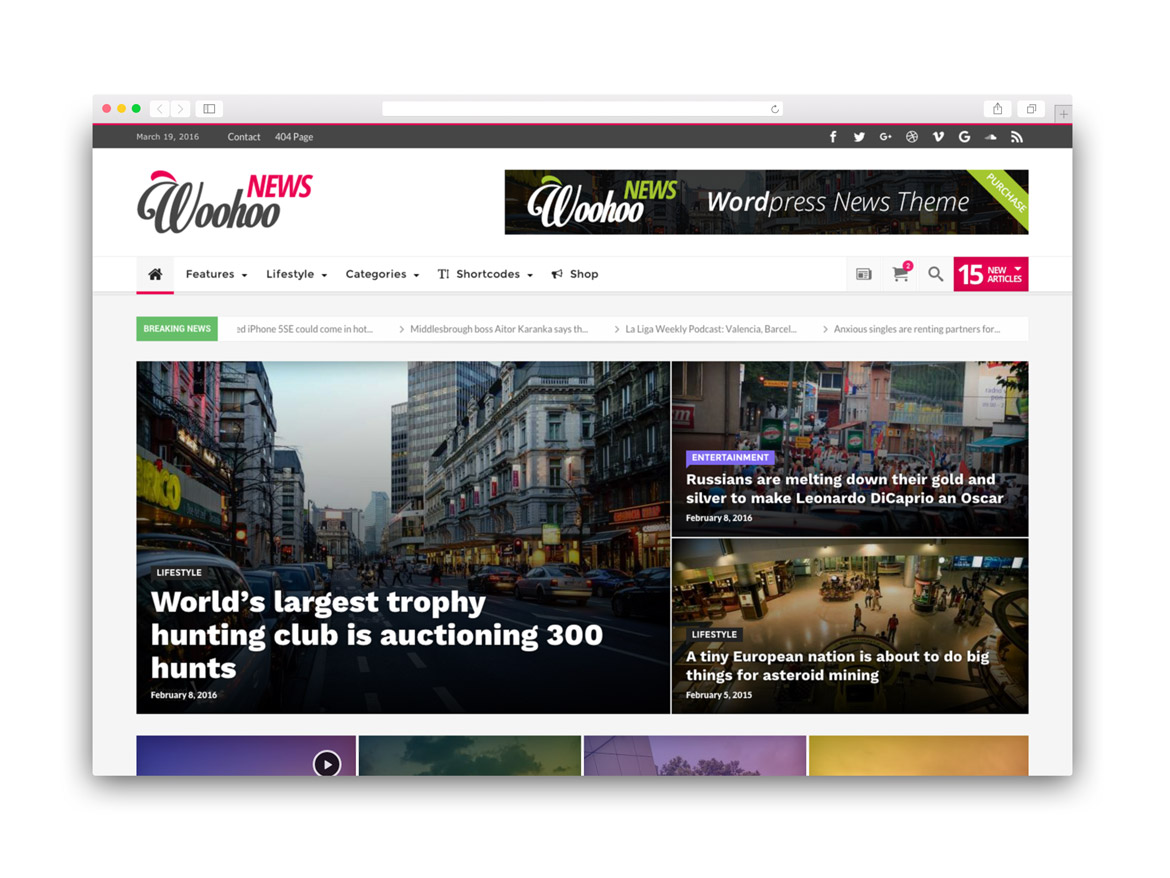 March 19, 2016 Contact 404 Page
Woohoo NEWS
Woohoo NEWS Wordpress News Theme PURCHASE
Features Lifestyle Categories Shortcodes Shop
2
15 NEW ARTICLES
BREAKING NEWS ed iPhone 5SE could come in hot... Middlesbrough boss Aitor Karanka says th... La Liga Weekly Podcast: Valencia, Barcel... Anxious singles are renting partners for...
LIFESTYLE
World's largest trophy
hunting club is auctioning 300
hunts
February 8, 2016
ENTERTAINMENT
Russians are melting down their gold and
silver to make Leonardo DiCaprio an Oscar
February 8, 2016
LIFESTYLE
A tiny European nation is about to do big
things for asteroid mining
February 5, 2015